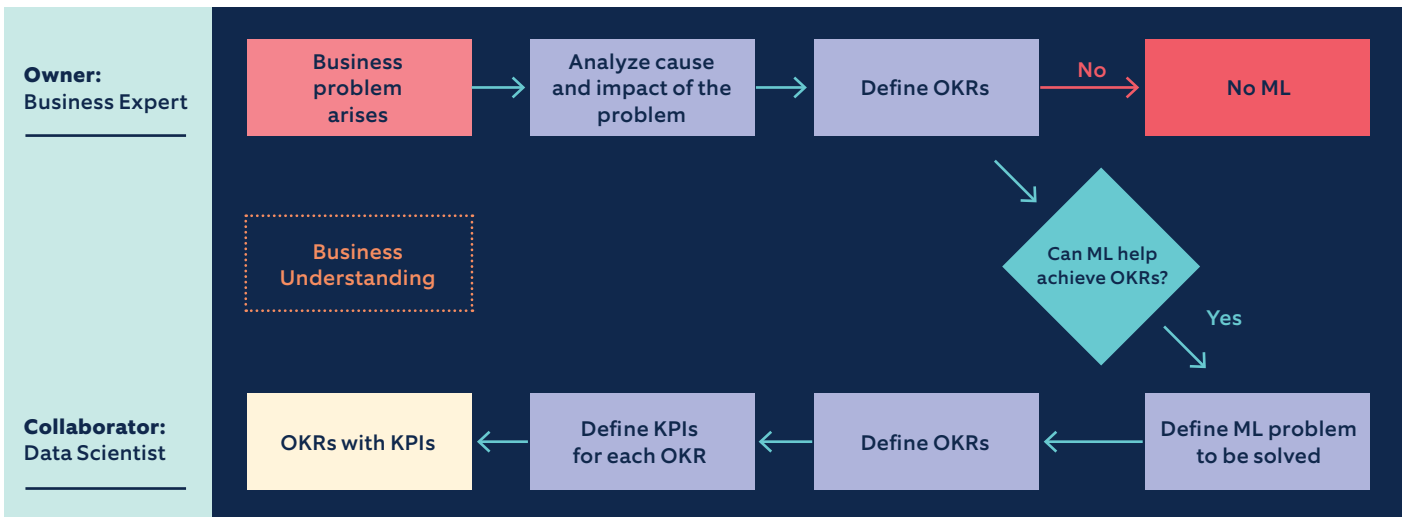 Owner:
Business Expert
Business
problem
arises
Analyze cause
and impact of the
problem
Define OKRs
No
No ML
Business
Understanding
Can ML help
achieve OKRs?
Yes
Collaborator:
Data Scientist
OKRs with KPIs
Define KPIs
for each OKR
Define OKRs
Define ML problem
to be solved